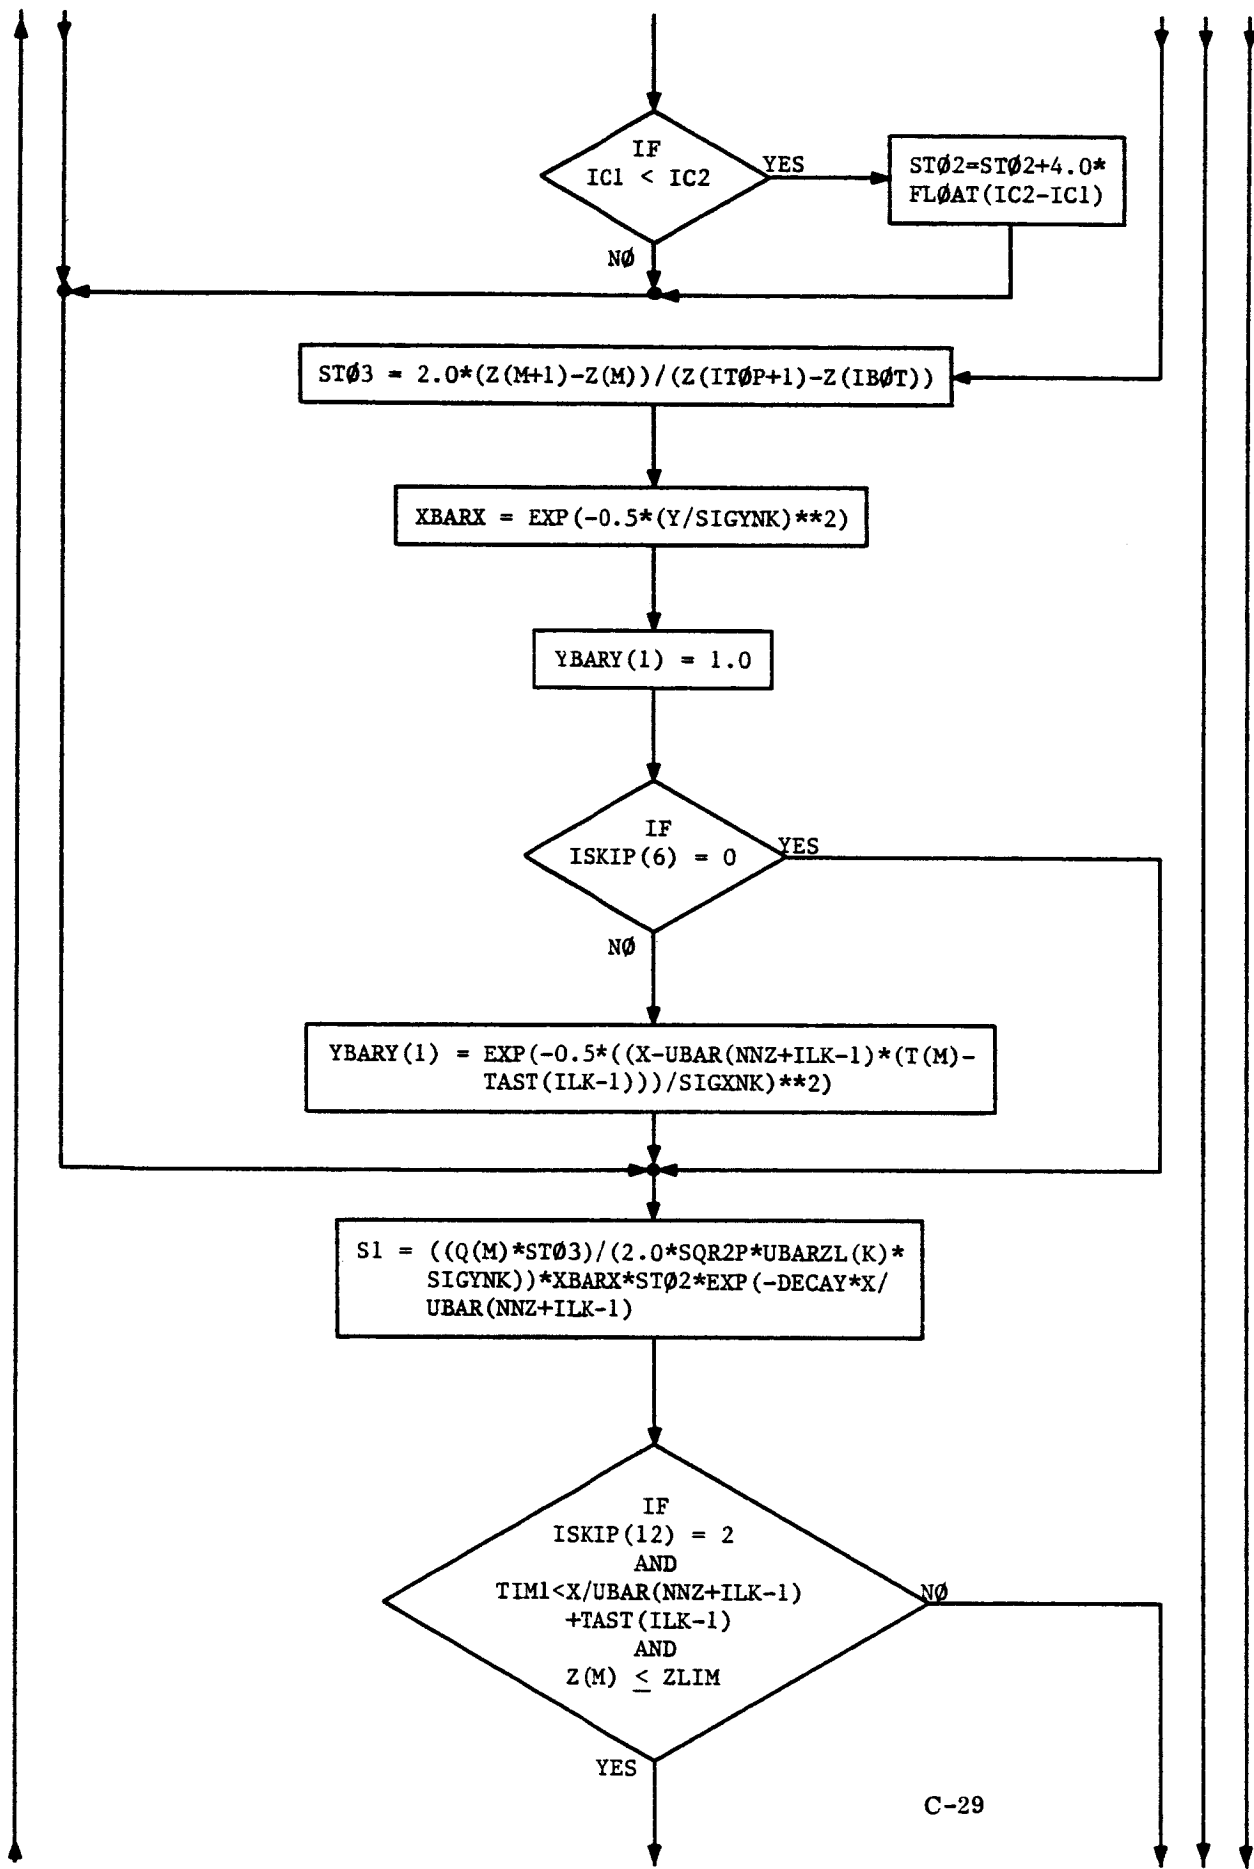 IF
IC1 < IC2
YES
STØ2=STØ2+4.0*
FLØAT(IC2-IC1)
NØ
STØ3 = 2.0*(Z(M+1)-Z(M))/(Z(ITØP+1)-Z(IBØT))
XBARX = EXP(-0.5*(Y/SIGYNK)**2)
YBARY(1) = 1.0
IF
ISKIP(6) = 0
YES
NØ
YBARY(1) = EXP(-0.5*((X-UBAR(NNZ+ILK-1)*(T(M)-
TAST(ILK-1)))/SIGXNK)**2)
S1 = ((Q(M)*STØ3)/(2.0*SQR2P*UBARZL(K)*
SIGYNK))*XBARX*STØ2*EXP(-DECAY*X/
UBAR(NNZ+ILK-1)
IF
ISKIP(12) = 2
AND
TIM1<X/UBAR(NNZ+ILK-1)
+TAST(ILK-1)
AND
Z(M) ≤ ZLIM
NØ
YES
C-29